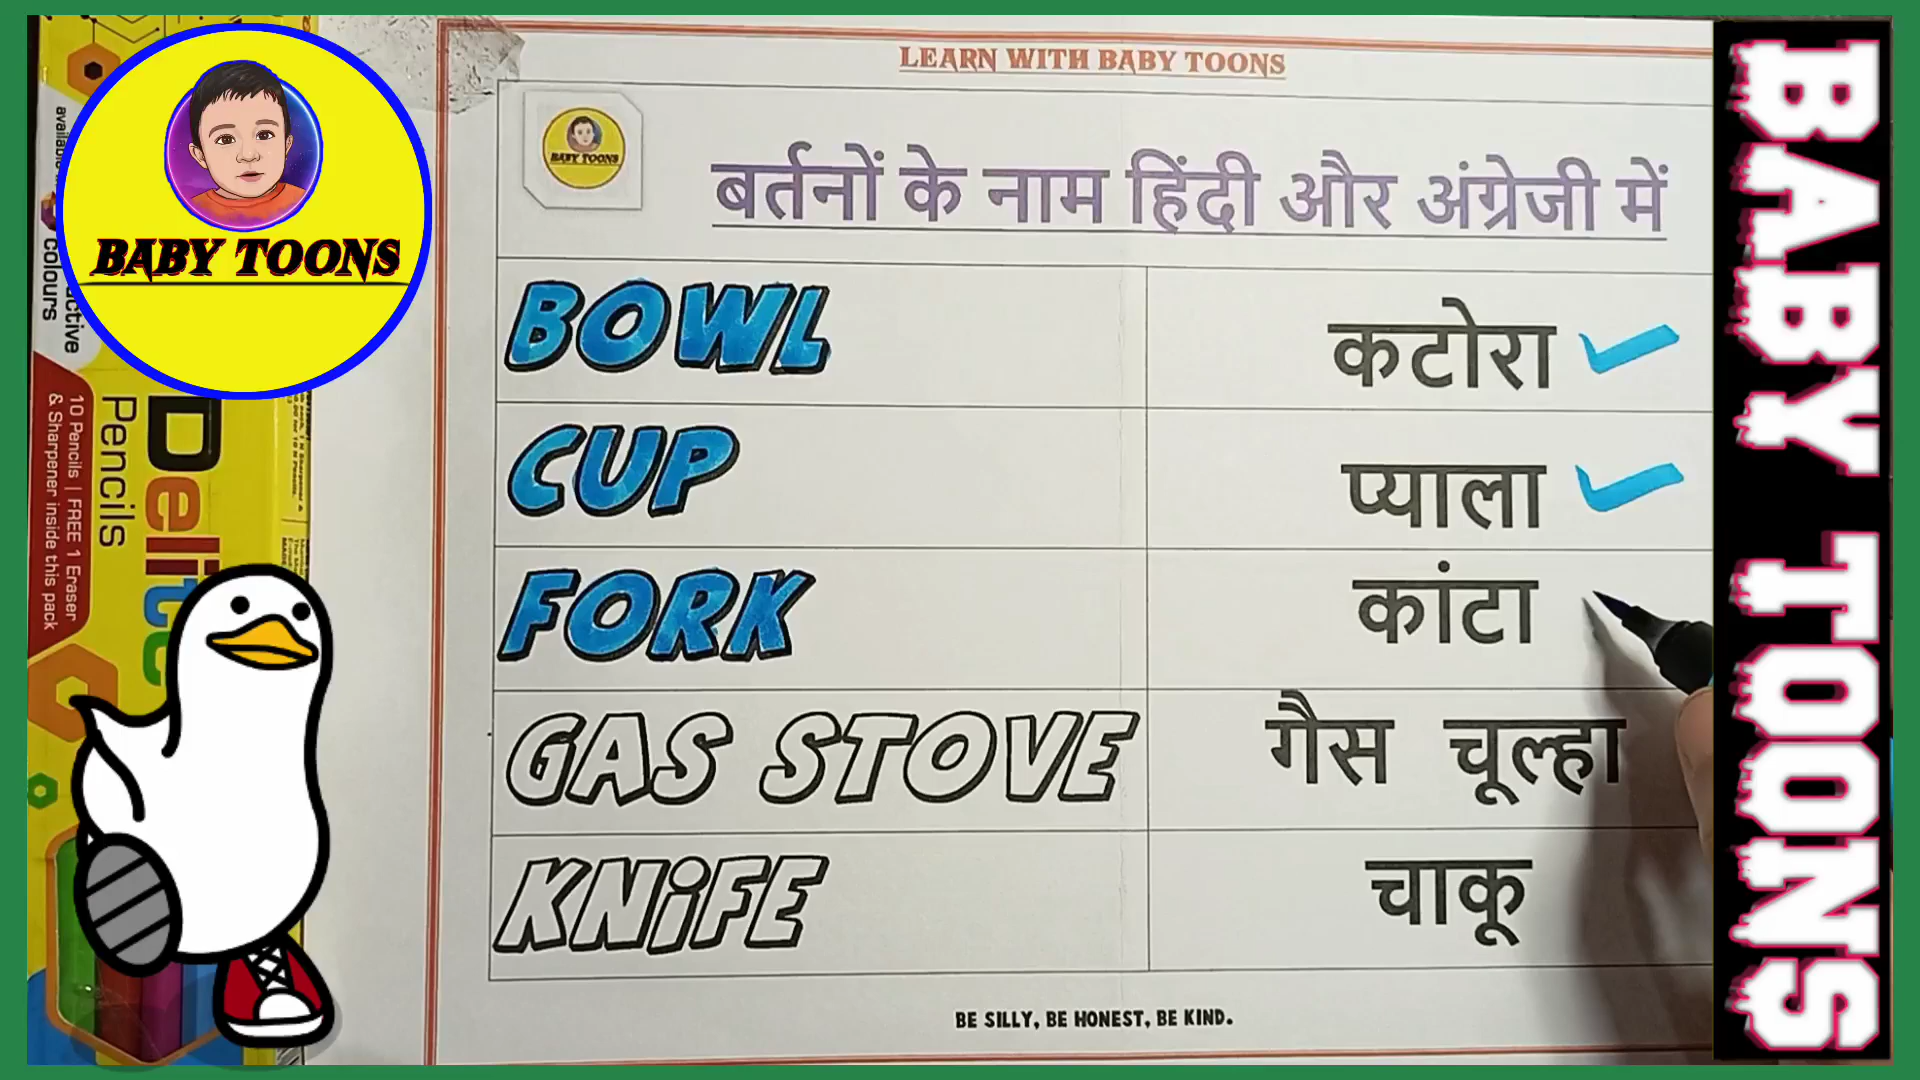 BABY TOONS
available
active
colours
Delite
Pencils
10 Pencils | FREE 1 Eraser
& Sharpener inside this pack
LEARN WITH BABY TOONS
BABY TOONS
बर्तनों के नाम हिंदी और अंग्रेजी में
BOWL कटोरा
CUP प्याला
FORK कांटा
GAS STOVE गैस चूल्हा
KNiFE चाकू
BE SILLY, BE HONEST, BE KIND.
BABY TOONS